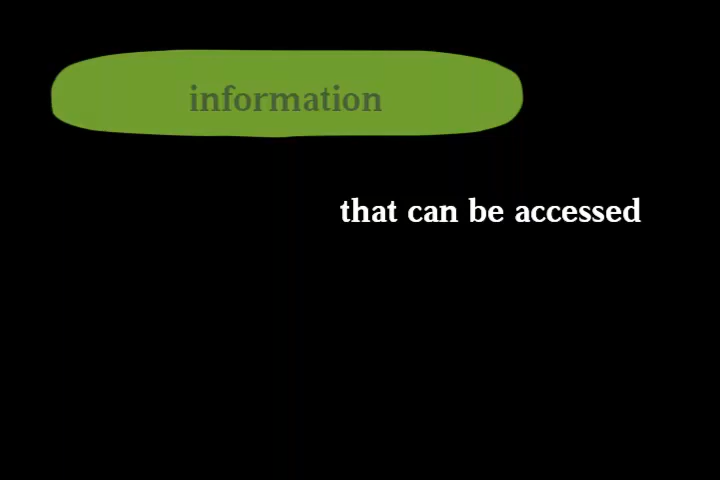 information
that can be accessed